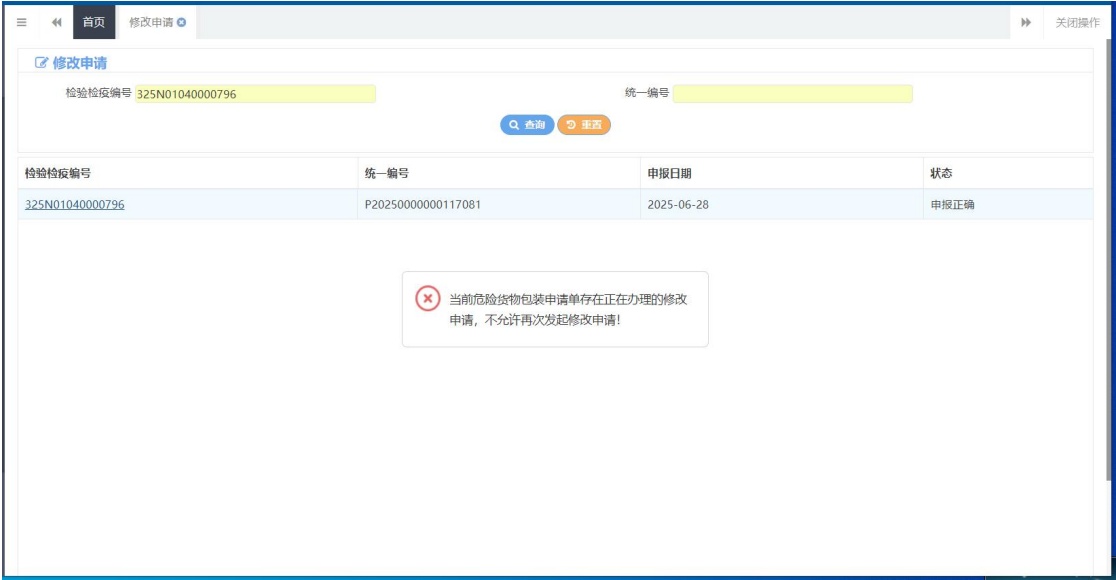 首页 修改申请 关闭操作
修改申请
检验检疫编号 325N01040000796 统一编号
查询 重置
检验检疫编号 统一编号 申报日期 状态
325N01040000796 P20250000000117081 2025-06-28 申报正确
当前危险货物包装申请单存在正在办理的修改
申请，不允许再次发起修改申请！